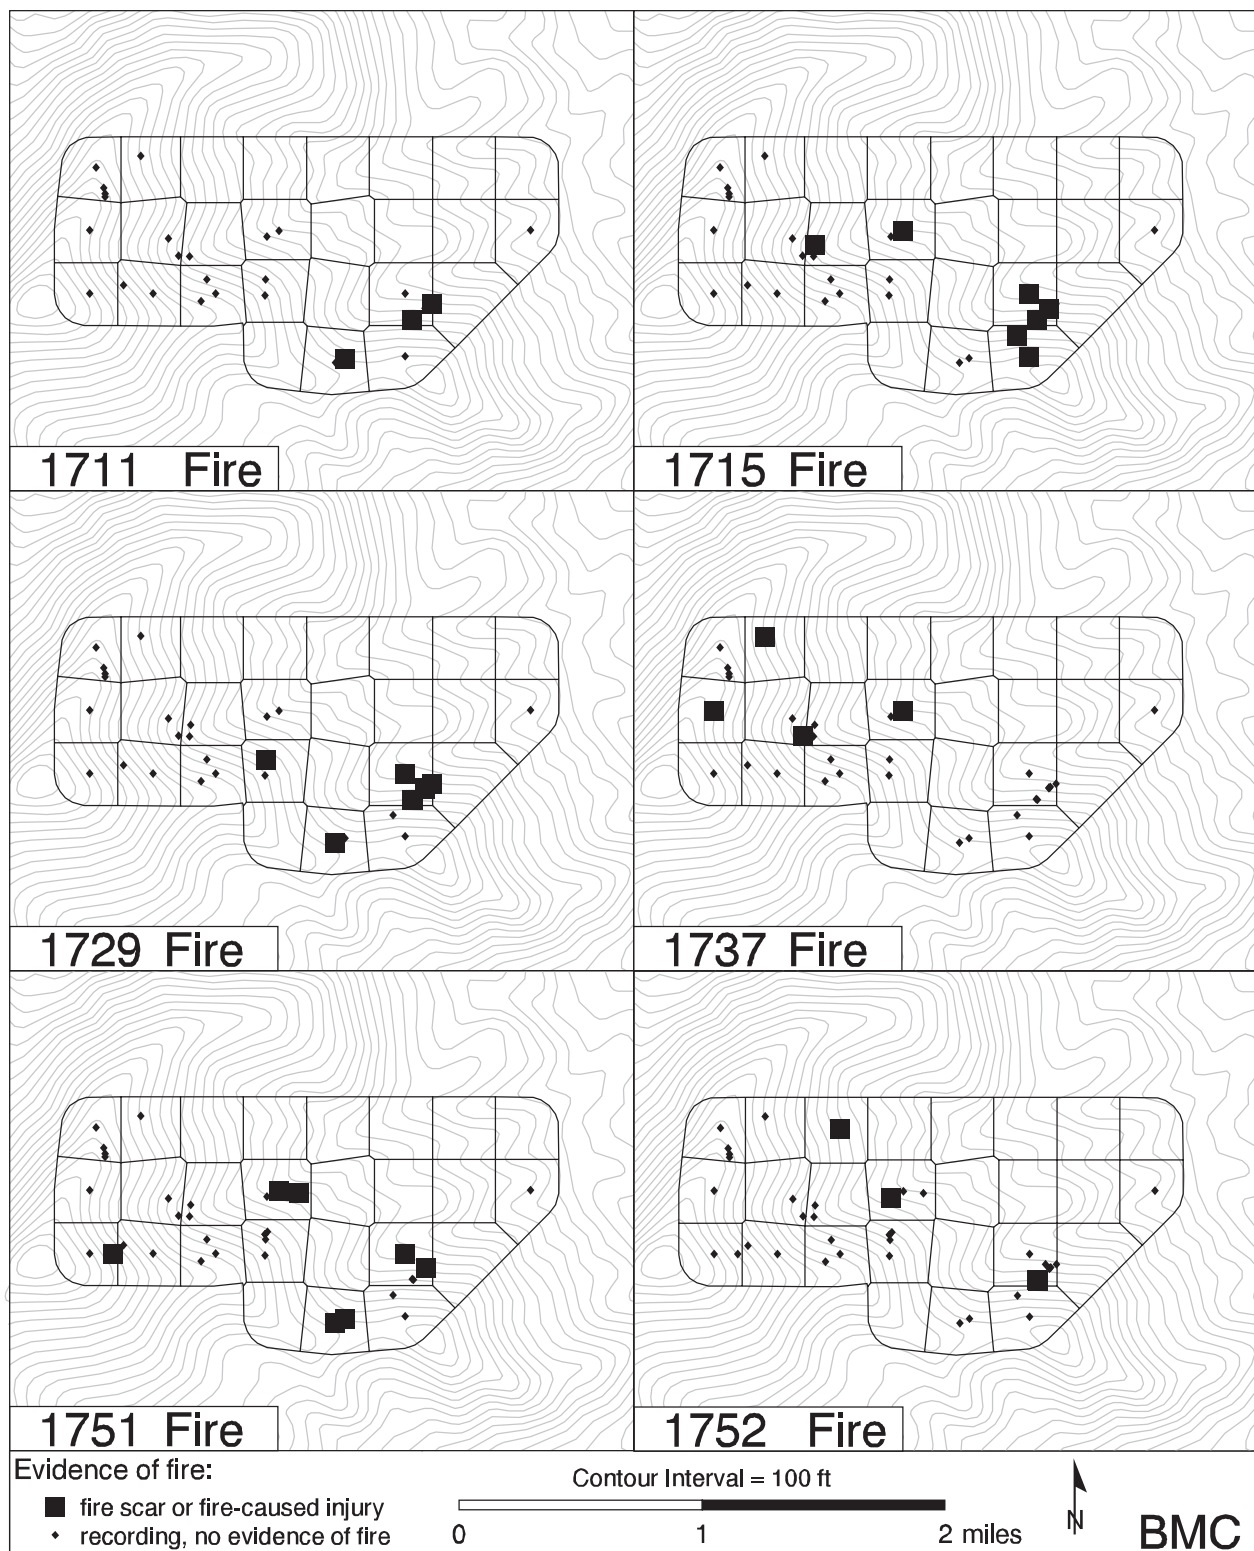 1711 Fire
1715 Fire
1729 Fire
1737 Fire
1751 Fire
1752 Fire
Evidence of fire:
fire scar or fire-caused injury
recording, no evidence of fire
Contour Interval = 100 ft
0 1 2 miles
N
BMC